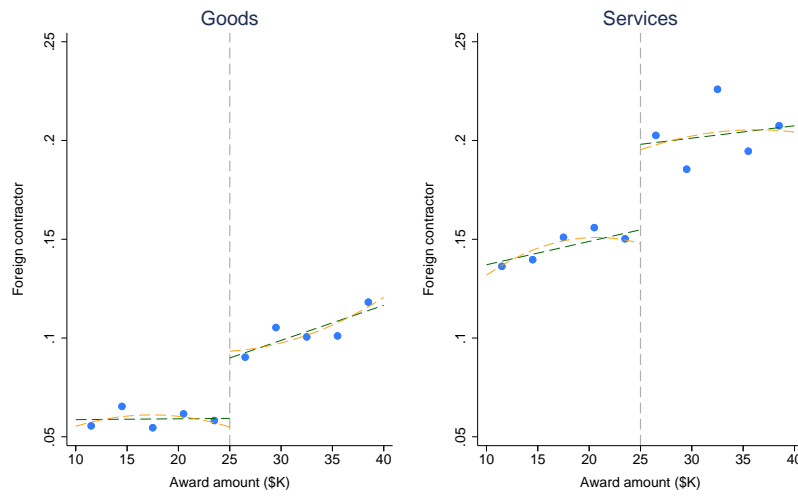 Goods
.25
.2
.15
.1
.05
Foreign contractor
10 15 20 25 30 35 40
Award amount ($K)
Services
.25
.2
.15
.1
.05
Foreign contractor
10 15 20 25 30 35 40
Award amount ($K)